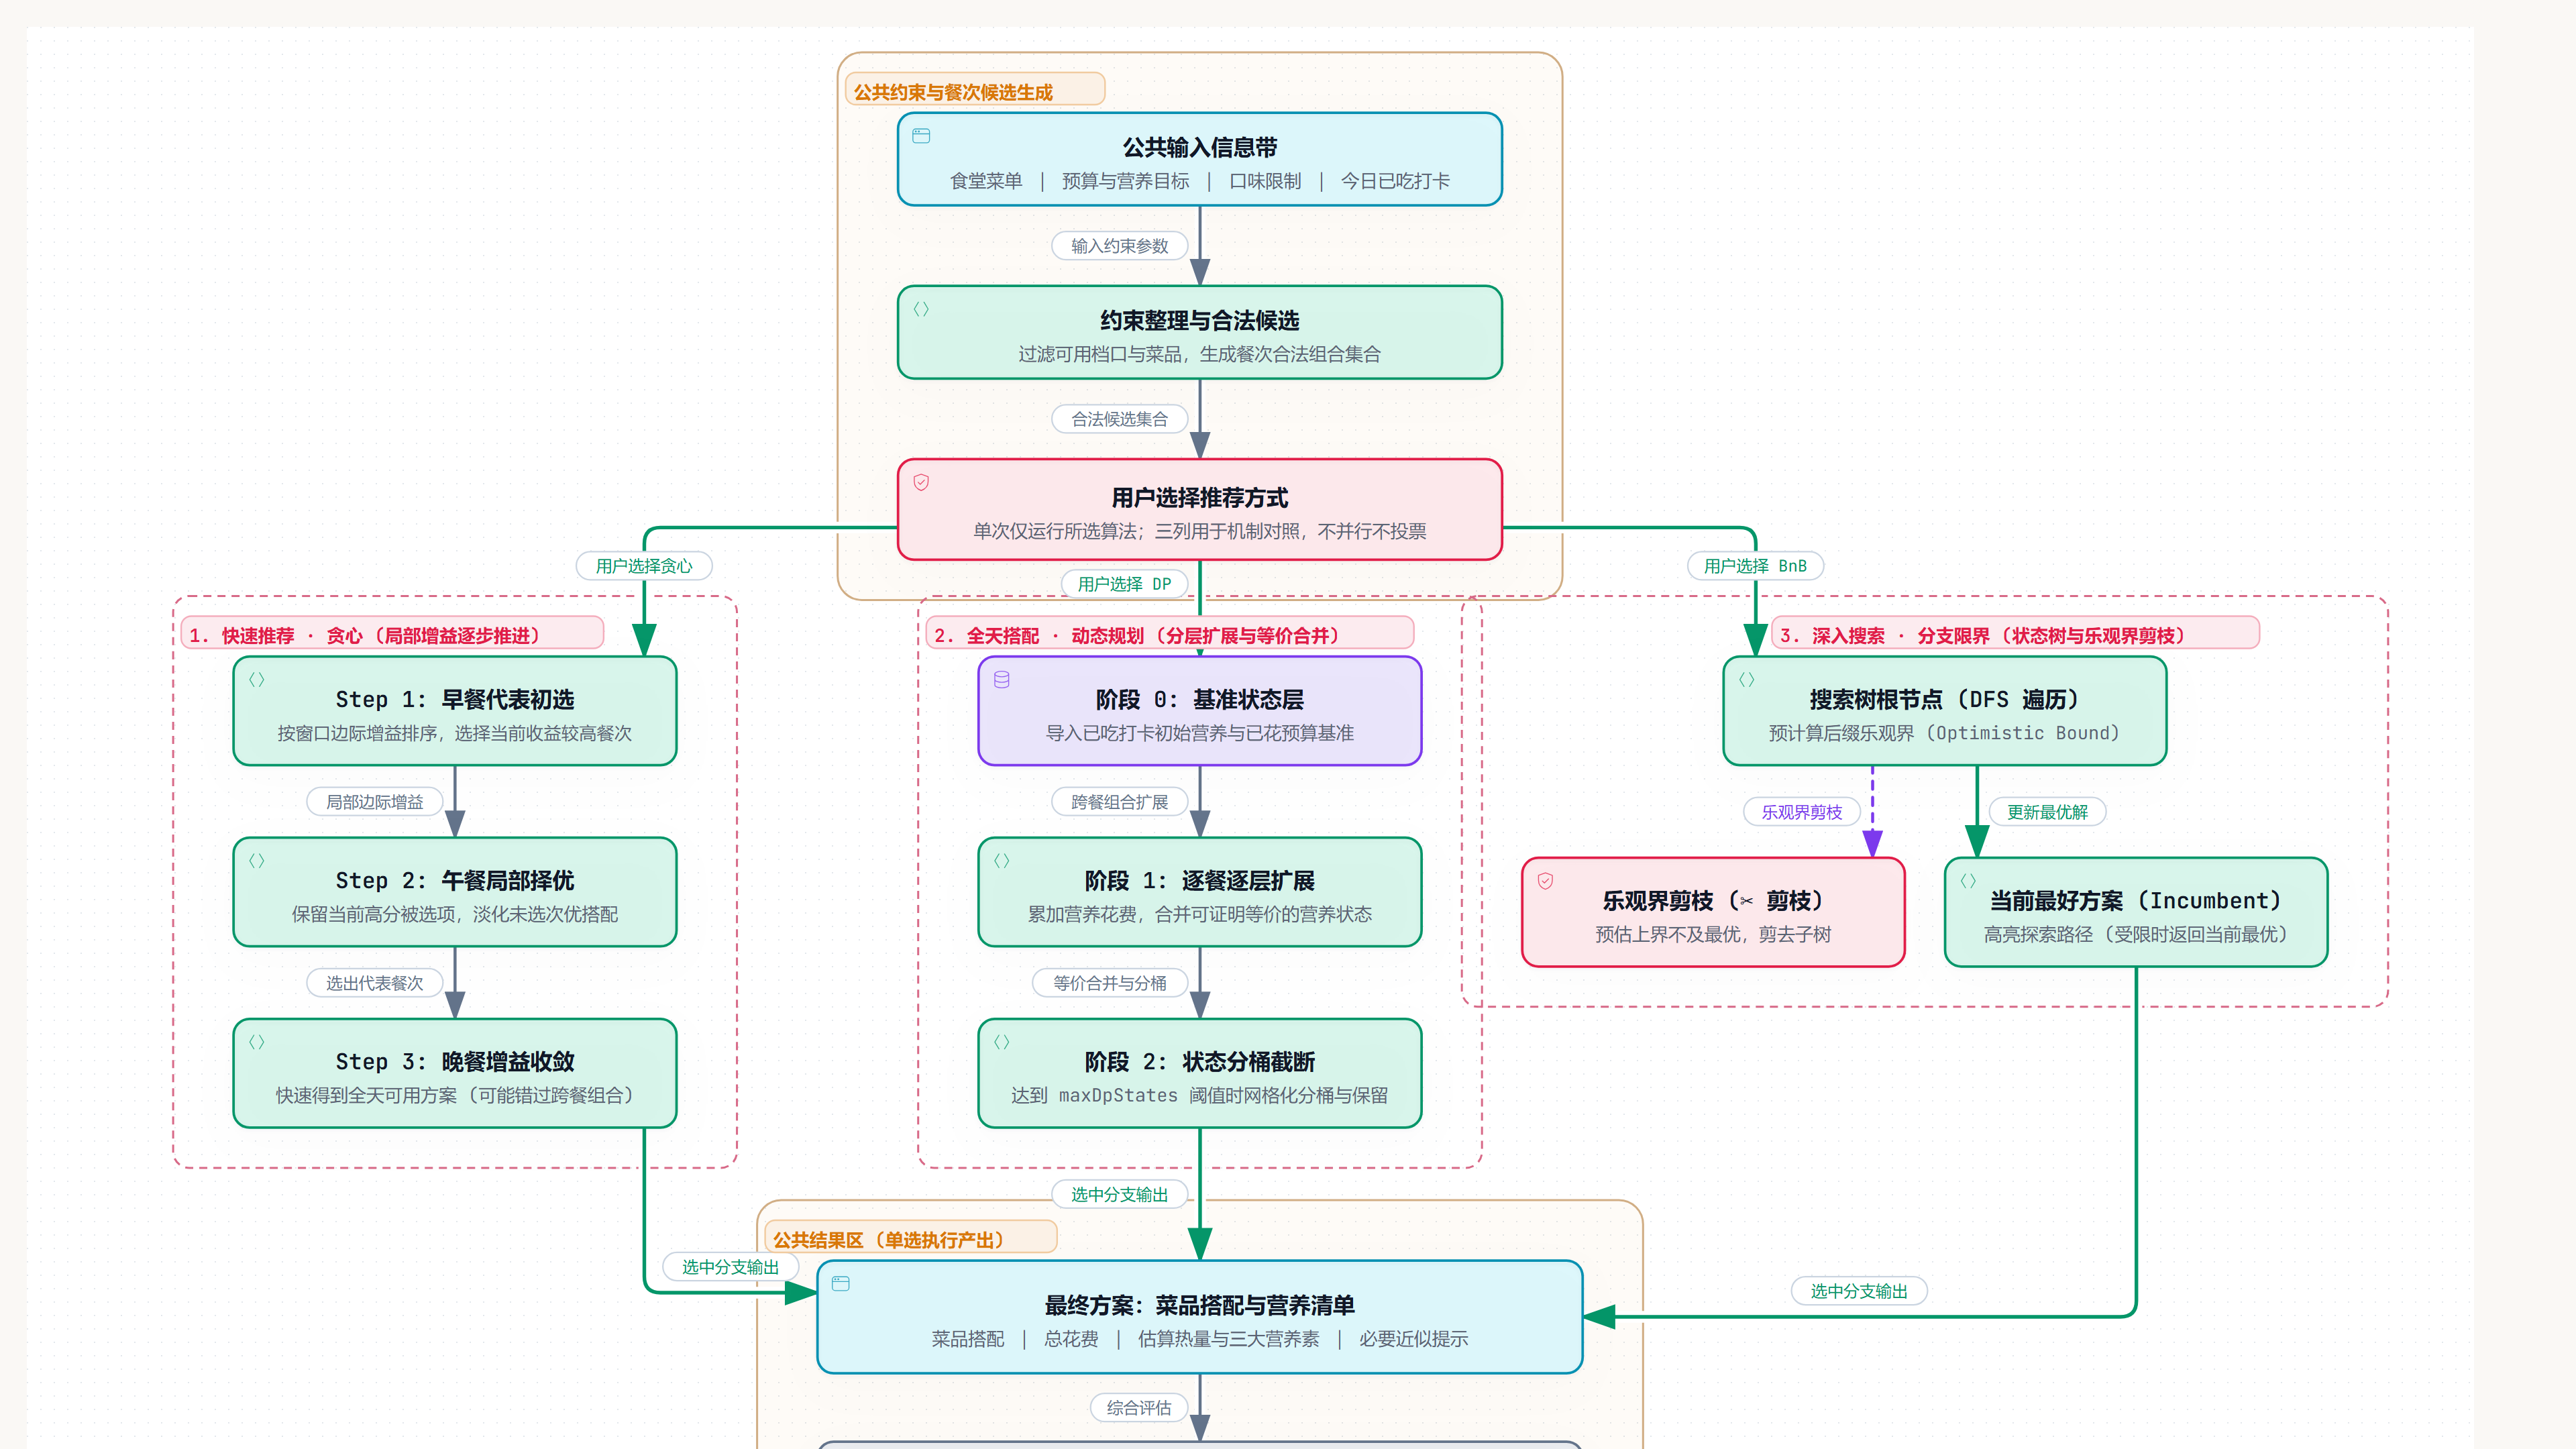 公共约束与餐次候选生成
公共输入信息带
食堂菜单 | 预算与营养目标 | 口味限制 | 今日已吃打卡
输入约束参数
约束整理与合法候选
过滤可用档口与菜品，生成餐次合法组合集合
合法候选集合
用户选择推荐方式
单次仅运行所选算法；三列用于机制对照，不并行不投票
用户选择贪心
用户选择 DP
用户选择 BnB
1. 快速推荐 · 贪心（局部增益逐步推进）
Step 1: 早餐代表初选
按窗口边际增益排序，选择当前收益较高餐次
局部边际增益
Step 2: 午餐局部择优
保留当前高分被选项，淡化未选次优搭配
选出代表餐次
Step 3: 晚餐增益收敛
快速得到全天可用方案（可能错过跨餐组合）
2. 全天搭配 · 动态规划（分层扩展与等价合并）
阶段 0: 基准状态层
导入已吃打卡初始营养与已花预算基准
跨餐组合扩展
阶段 1: 逐餐逐层扩展
累加营养花费，合并可证明等价的营养状态
等价合并与分桶
阶段 2: 状态分桶截断
达到 maxDpStates 阈值时网格化分桶与保留
3. 深入搜索 · 分支限界（状态树与乐观界剪枝）
搜索树根节点（DFS 遍历）
预计算后缀乐观界（Optimistic Bound）
乐观界剪枝
更新最优解
乐观界剪枝（✂ 剪枝）
预估上界不及最优，剪去子树
当前最好方案（Incumbent）
高亮探索路径（受限时返回当前最优）
选中分支输出
公共结果区（单选执行产出）
选中分支输出
选中分支输出
最终方案：菜品搭配与营养清单
菜品搭配 | 总花费 | 估算热量与三大营养素 | 必要近似提示
综合评估